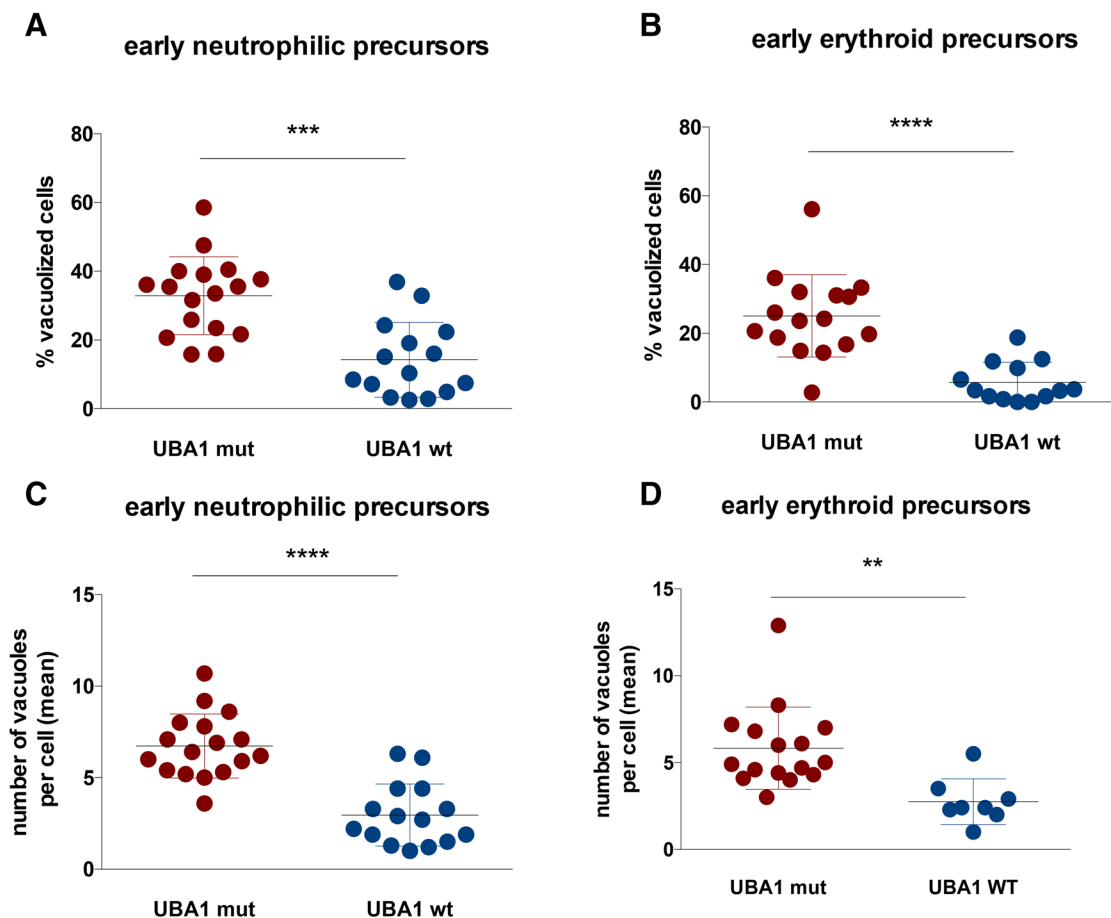 A
early neutrophilic precursors
***
80
60
40
20
0
% vacuolized cells
UBA1 mut
UBA1 wt
B
early erythroid precursors
****
80
60
40
20
0
% vacuolized cells
UBA1 mut
UBA1 wt
C
early neutrophilic precursors
****
15
10
5
0
number of vacuoles
per cell (mean)
UBA1 mut
UBA1 wt
D
early erythroid precursors
**
15
10
5
0
number of vacuoles
per cell (mean)
UBA1 mut
UBA1 WT